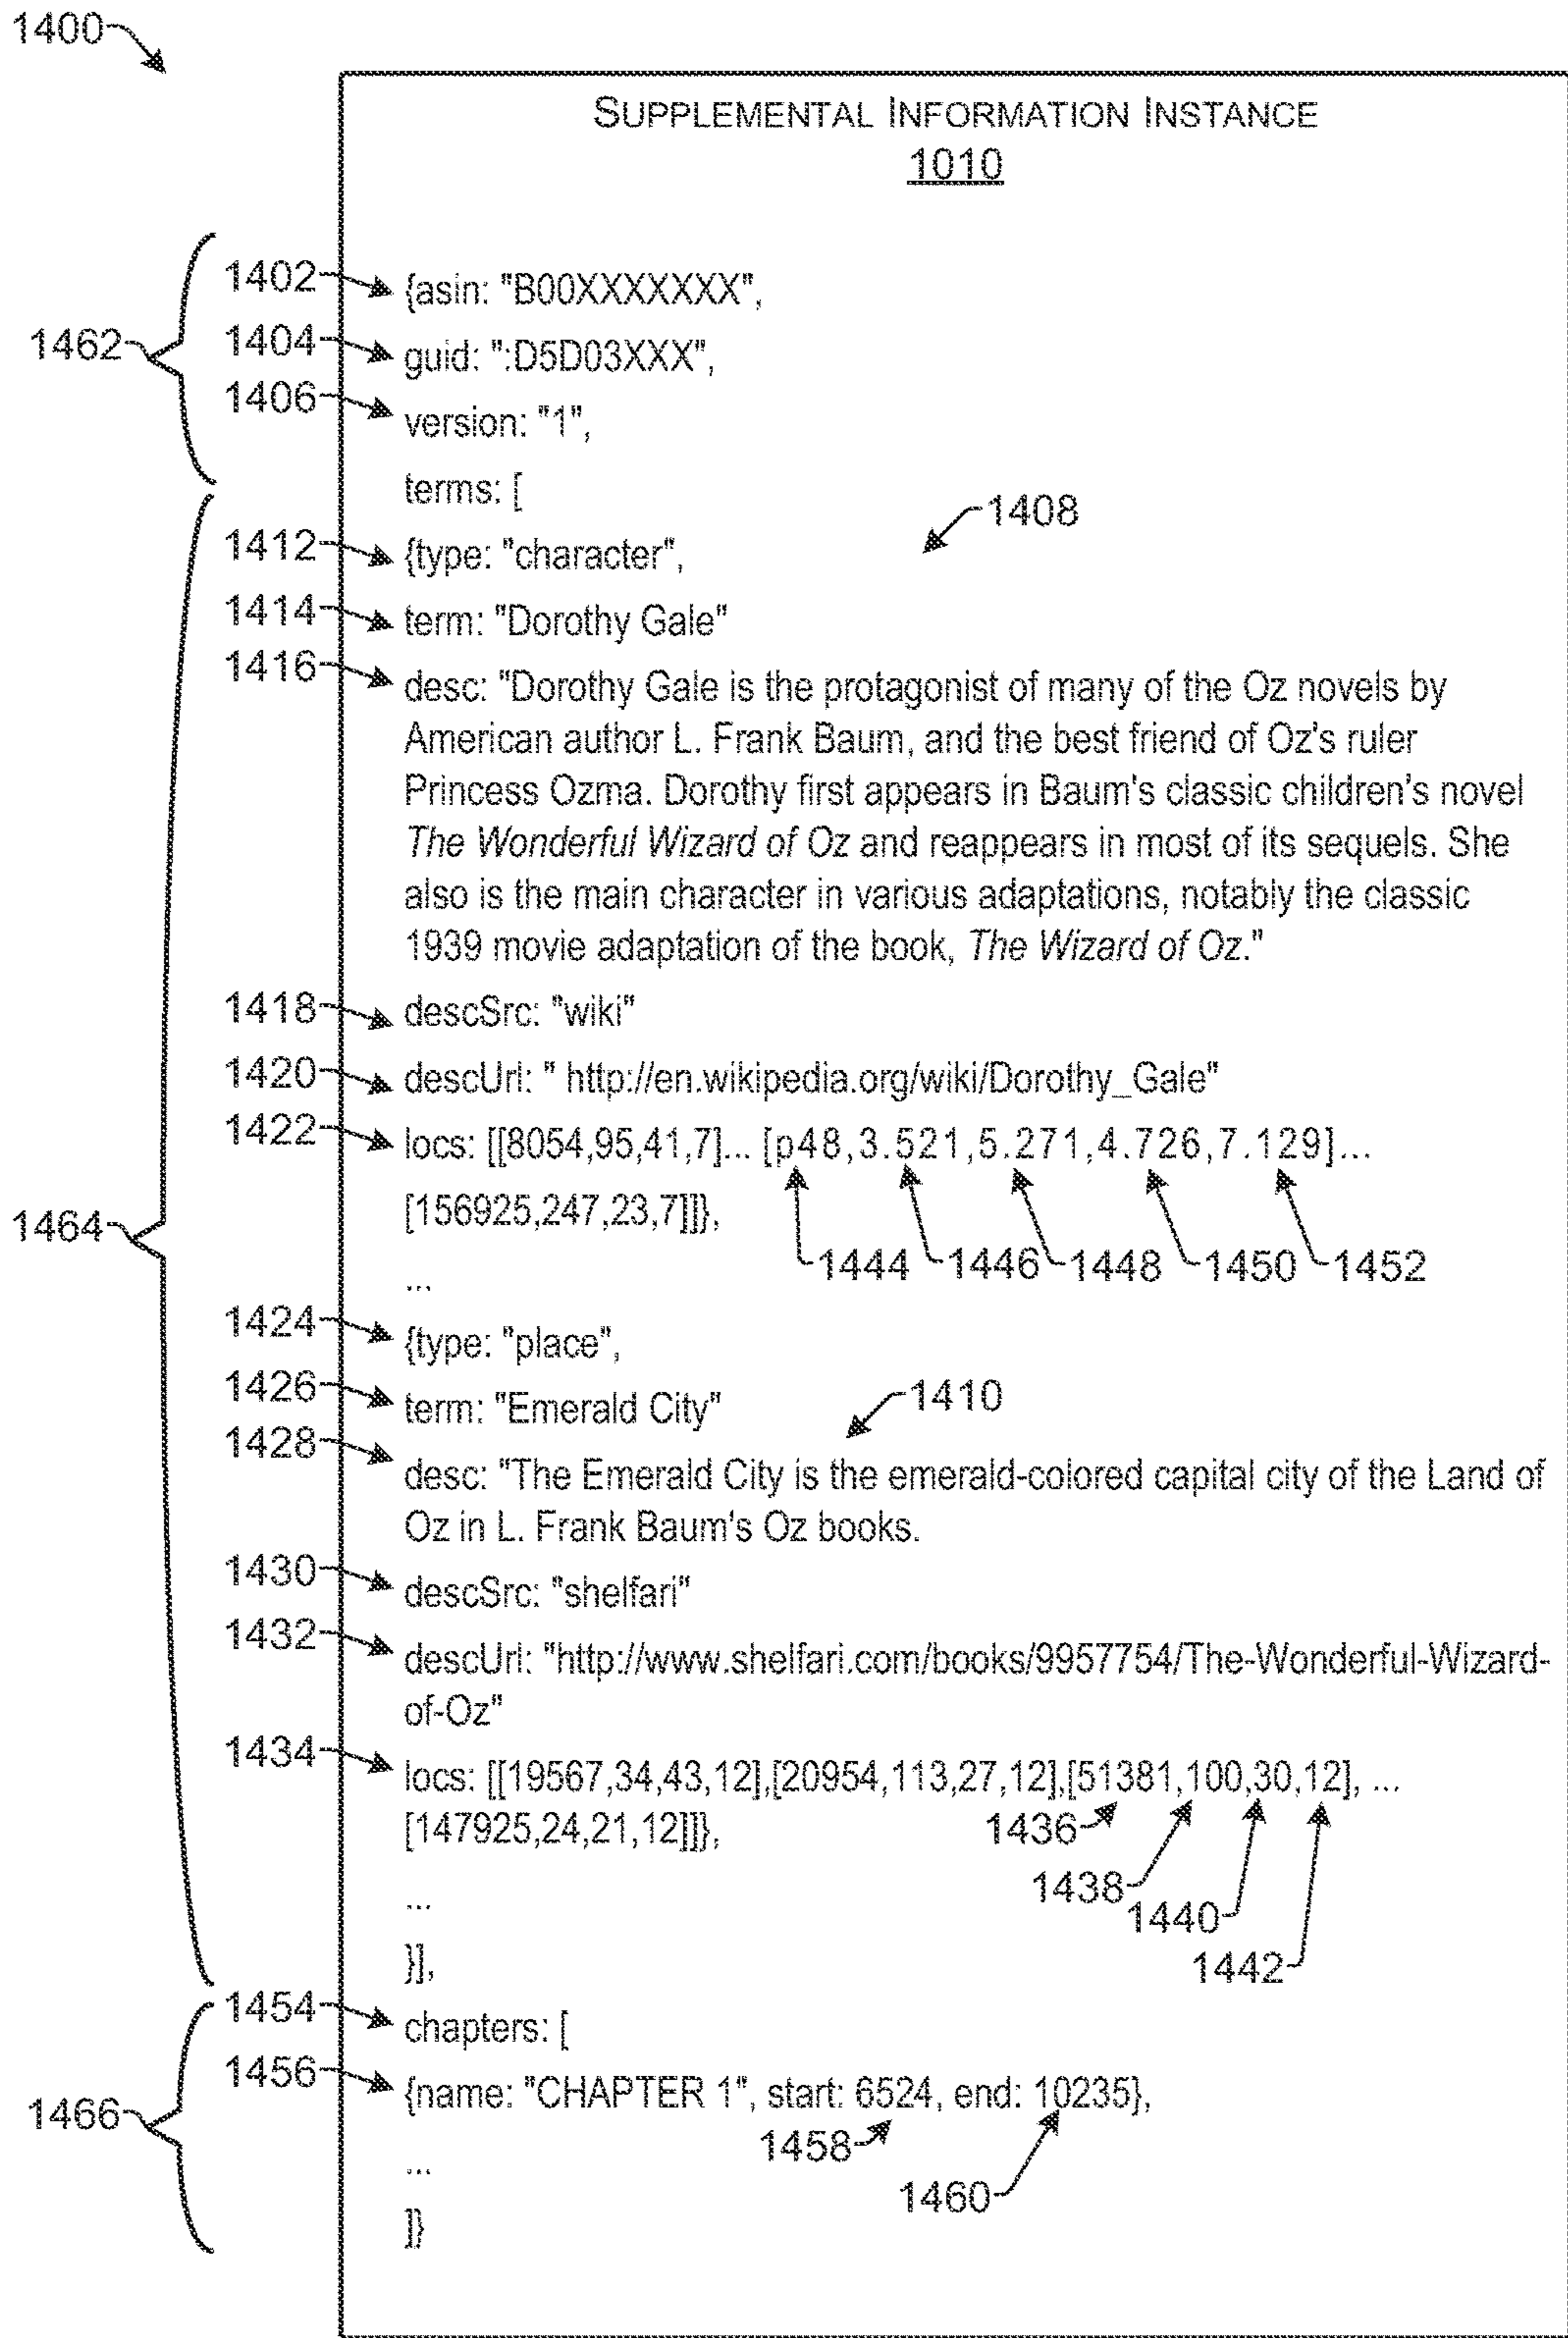 1400
SUPPLEMENTAL INFORMATION INSTANCE
1010
1402
{asin: "B00XXXXXXX",
1462
1404
guid: ":D5D03XXX",
1406
version: "1",
terms: [
1408
1412
{type: "character",
1414
term: "Dorothy Gale"
1416
desc: "Dorothy Gale is the protagonist of many of the Oz novels by
American author L. Frank Baum, and the best friend of Oz's ruler
Princess Ozma. Dorothy first appears in Baum's classic children's novel
The Wonderful Wizard of Oz and reappears in most of its sequels. She
also is the main character in various adaptations, notably the classic
1939 movie adaptation of the book, The Wizard of Oz."
1418
descSrc: "wiki"
1420
descUrl: " http://en.wikipedia.org/wiki/Dorothy_Gale"
1422
locs: [[8054,95,41,7]... [p48,3.521,5.271,4.726,7.129]...
1464
[156925,247,23,7]]},
1444 1446 1448 1450 1452
...
1424
{type: "place",
1426
term: "Emerald City"
1410
1428
desc: "The Emerald City is the emerald-colored capital city of the Land of
Oz in L. Frank Baum's Oz books.
1430
descSrc: "shelfari"
1432
descUrl: "http://www.shelfari.com/books/9957754/The-Wonderful-Wizard-
of-Oz"
1434
locs: [[19567,34,43,12],[20954,113,27,12],[51381,100,30,12], ...
[147925,24,21,12]]},
1436
1438
1440
1442
...
}],
1454
chapters: [
1456
{name: "CHAPTER 1", start: 6524, end: 10235},
1466
1458
1460
...
]}